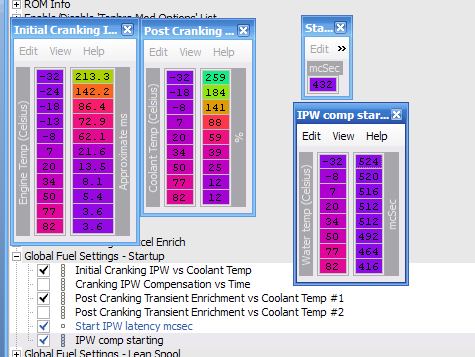 ROM Info
Enable/Disable 'Techno Mod Options' List
Initial Cranking I...
Edit View Help
Engine Temp (Celsius)
-32 213.3
-24 142.2
-18 86.4
-13 72.9
-8 62.1
7 21.6
20 13.5
34 8.1
50 5.4
77 3.6
82 3.6
Approximate ms
Post Cranking ...
Edit View Help
Coolant Temp (Celsius)
-32 259
-18 184
-8 141
7 88
20 59
34 39
50 25
77 12
82 12
%
Sta...
Edit »
mcSec
432
IPW comp star...
Edit View Help
Water temp (Celsius)
-32 524
-8 520
7 516
20 512
34 512
50 492
77 464
82 416
mcSec
cel Enrich
Global Fuel Settings - Startup
Initial Cranking IPW vs Coolant Temp
Cranking IPW Compensation vs Time
Post Cranking Transient Enrichment vs Coolant Temp #1
Post Cranking Transient Enrichment vs Coolant Temp #2
Start IPW latency mcsec
IPW comp starting
Global Fuel Settings - Lean Spool